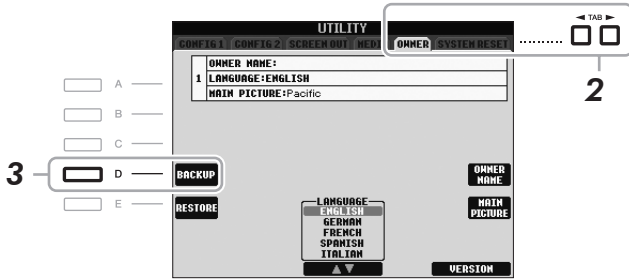 UTILITY
◄ TAB ►
CONFIG 1 CONFIG 2 SCREEN OUT MEDIA OWNER SYSTEM RESET
2
OWNER NAME:
1 LANGUAGE:ENGLISH
MAIN PICTURE:Pacific
A
B
C
3 D BACKUP OWNER NAME
E RESTORE MAIN PICTURE
LANGUAGE
ENGLISH
GERMAN
FRENCH
SPANISH
ITALIAN
▲▼
VERSION